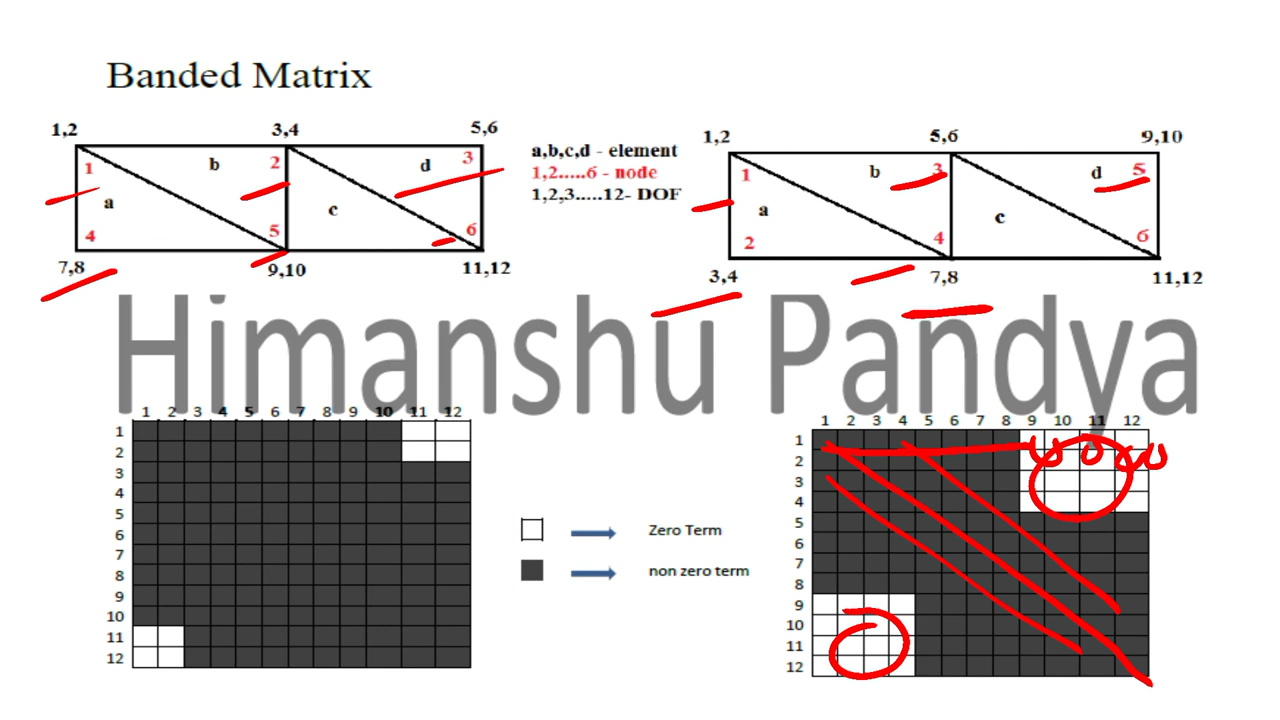 Banded Matrix
1,2 3,4 5,6
1 b 2 d 3
a c
4 5 6
7,8 9,10 11,12
a,b,c,d - element
1,2.....6 - node
1,2,3.....12- DOF
1,2 5,6 9,10
1 b 3 d 5
a c
2 4 6
3,4 7,8 11,12
Himanshu Pandya
1 2 3 4 5 6 7 8 9 10 11 12
1
2
3
4
5
6
7
8
9
10
11
12
Zero Term
non zero term
1 2 3 4 5 6 7 8 9 10 11 12
1
2
3
4
5
6
7
8
9
10
11
12